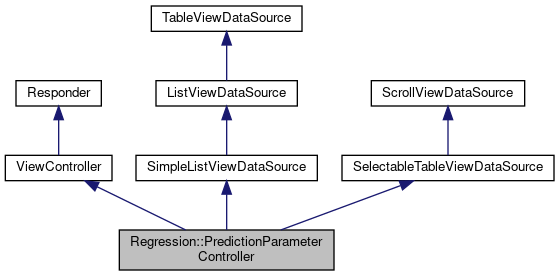 TableViewDataSource
Responder
ListViewDataSource
ScrollViewDataSource
ViewController
SimpleListViewDataSource
SelectableTableViewDataSource
Regression::PredictionParameter
Controller